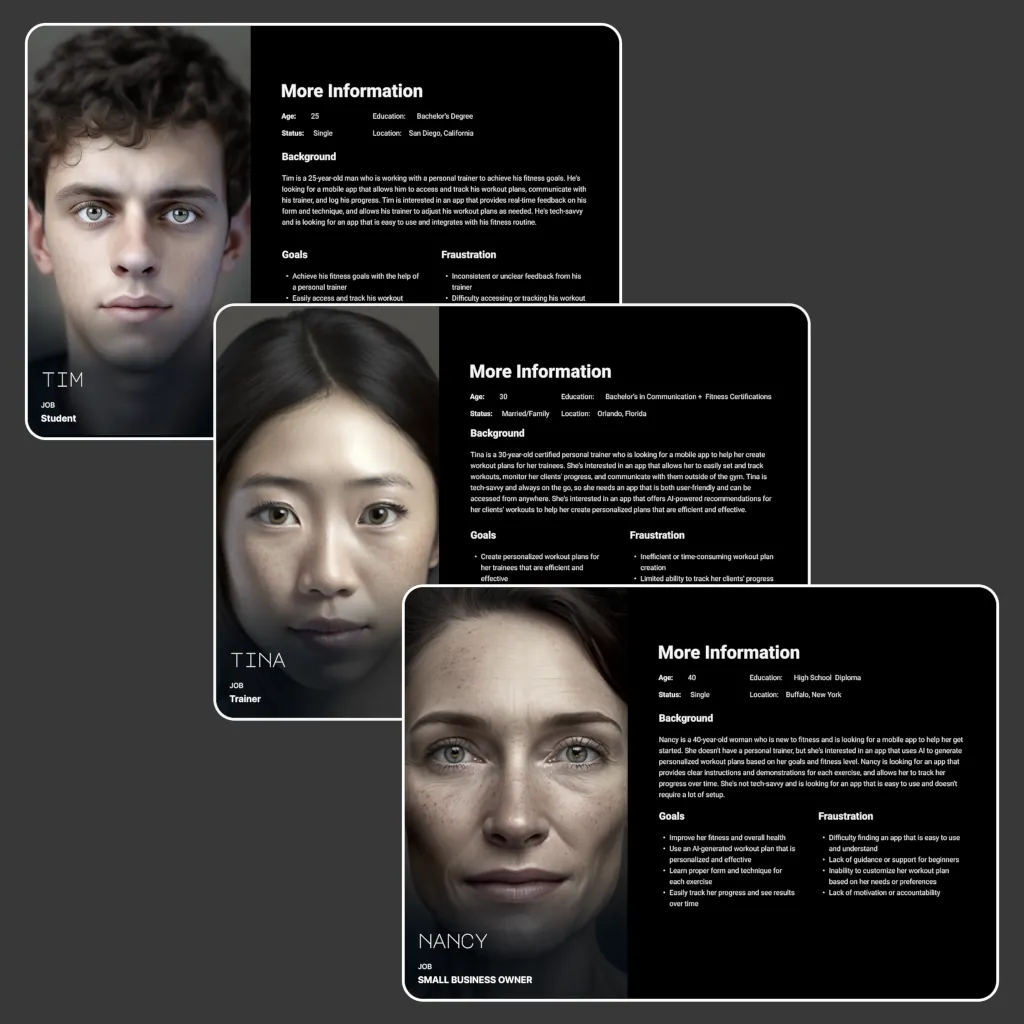 TIM
JOB
Student
More Information
Age: 25 Education: Bachelor's Degree
Status: Single Location: San Diego, California
Background
Tim is a 25-year-old man who is working with a personal trainer to achieve his fitness goals. He's
looking for a mobile app that allows him to access and track his workout plans, communicate with
his trainer, and log his progress. Tim is interested in an app that provides real-time feedback on his
form and technique, and allows his trainer to adjust his workout plans as needed. He's tech-savvy
and is looking for an app that is easy to use and integrates with his fitness routine.
Goals
• Achieve his fitness goals with the help of
a personal trainer
• Easily access and track his workout
Fraustration
• Inconsistent or unclear feedback from his
trainer
• Difficulty accessing or tracking his workout
TINA
JOB
Trainer
More Information
Age: 30 Education: Bachelor's in Communication + Fitness Certifications
Status: Married/Family Location: Orlando, Florida
Background
Tina is a 30-year-old certified personal trainer who is looking for a mobile app to help her create
workout plans for her trainees. She's interested in an app that allows her to easily set and track
workouts, monitor her clients' progress, and communicate with them outside of the gym. Tina is
tech-savvy and always on the go, so she needs an app that is both user-friendly and can be
accessed from anywhere. She's interested in an app that offers AI-powered recommendations for
her clients' workouts to help her create personalized plans that are efficient and effective.
Goals
• Create personalized workout plans for
her trainees that are efficient and
effective
Fraustration
• Inefficient or time-consuming workout plan
creation
• Limited ability to track her clients' progress
NANCY
JOB
SMALL BUSINESS OWNER
More Information
Age: 40 Education: High School Diploma
Status: Single Location: Buffalo, New York
Background
Nancy is a 40-year-old woman who is new to fitness and is looking for a mobile app to help her get
started. She doesn't have a personal trainer, but she's interested in an app that uses AI to generate
personalized workout plans based on her goals and fitness level. Nancy is looking for an app that
provides clear instructions and demonstrations for each exercise, and allows her to track her
progress over time. She's not tech-savvy and is looking for an app that is easy to use and doesn't
require a lot of setup.
Goals
• Improve her fitness and overall health
• Use an AI-generated workout plan that is
personalized and effective
• Learn proper form and technique for
each exercise
• Easily track her progress and see results
over time
Fraustration
• Difficulty finding an app that is easy to use
and understand
• Lack of guidance or support for beginners
• Inability to customize her workout plan
based on her needs or preferences
• Lack of motivation or accountability